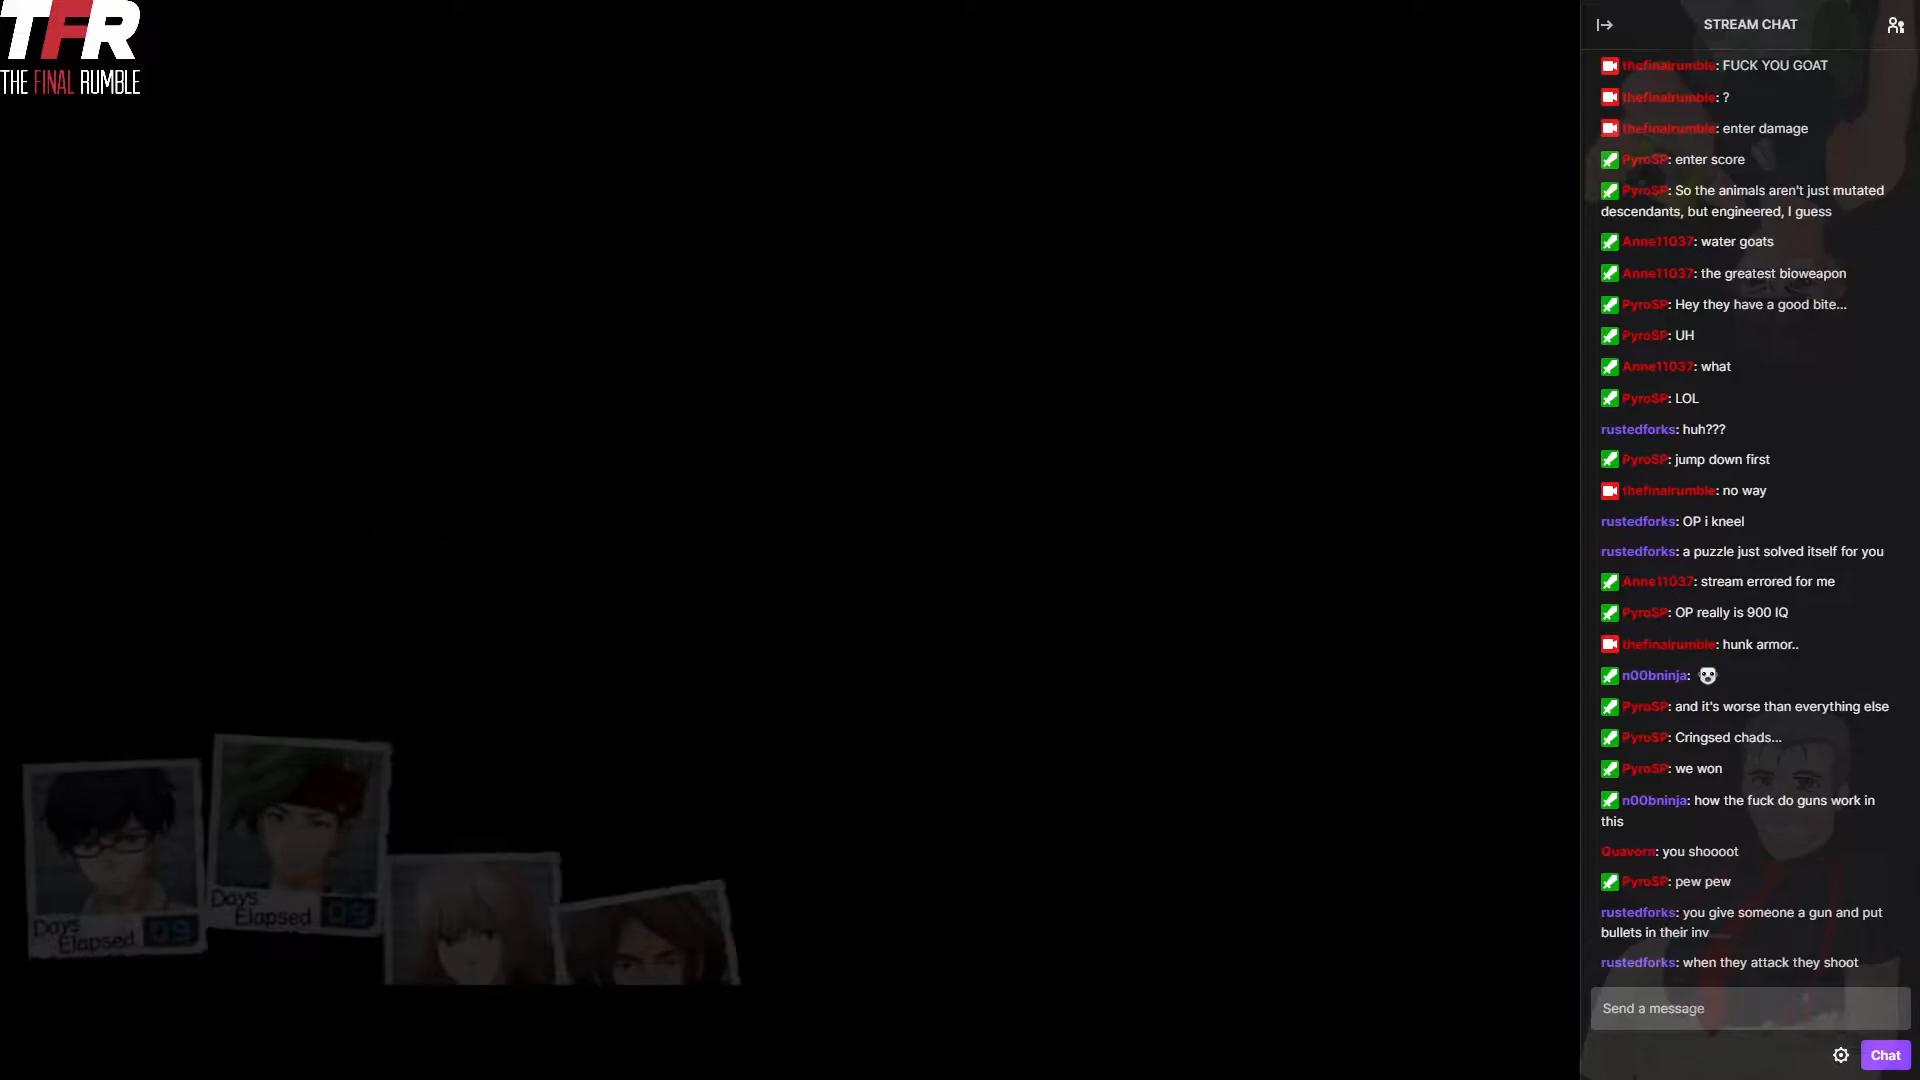 TFR
THE FINAL RUMBLE
STREAM CHAT
thefinalrumble: FUCK YOU GOAT
thefinalrumble: ?
thefinalrumble: enter damage
PyroSP: enter score
PyroSP: So the animals aren't just mutated
descendants, but engineered, I guess
Anne11037: water goats
Anne11037: the greatest bioweapon
PyroSP: Hey they have a good bite...
PyroSP: UH
Anne11037: what
PyroSP: LOL
rustedforks: huh???
PyroSP: jump down first
thefinalrumble: no way
rustedforks: OP i kneel
rustedforks: a puzzle just solved itself for you
Anne11037: stream errored for me
PyroSP: OP really is 900 IQ
thefinalrumble: hunk armor..
n00bninja:
PyroSP: and it's worse than everything else
PyroSP: Cringsed chads...
PyroSP: we won
n00bninja: how the fuck do guns work in
this
Quavorn: you shoooot
PyroSP: pew pew
rustedforks: you give someone a gun and put
bullets in their inv
rustedforks: when they attack they shoot
Send a message
Chat
Days
Elapsed 09
Days
Elapsed 09